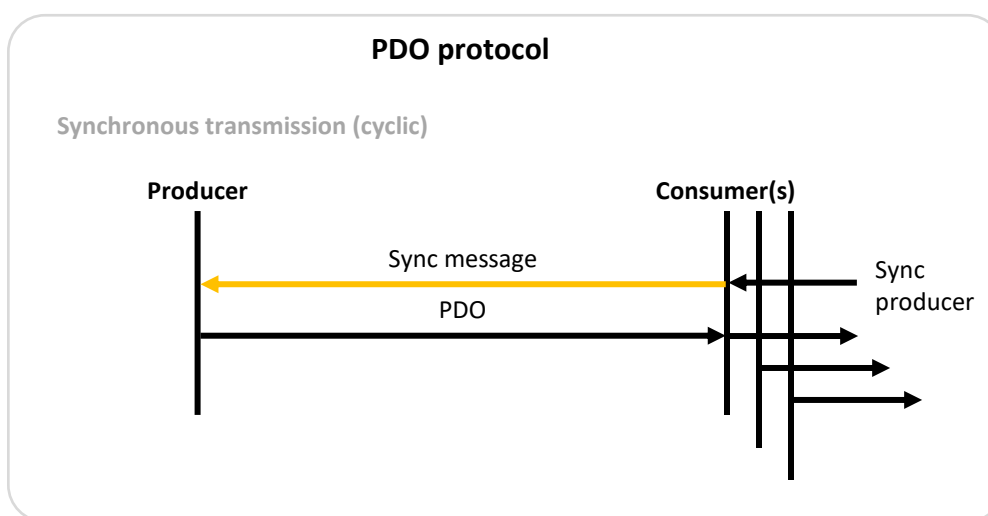 PDO protocol
Synchronous transmission (cyclic)
Producer
Consumer(s)
Sync message
Sync
producer
PDO